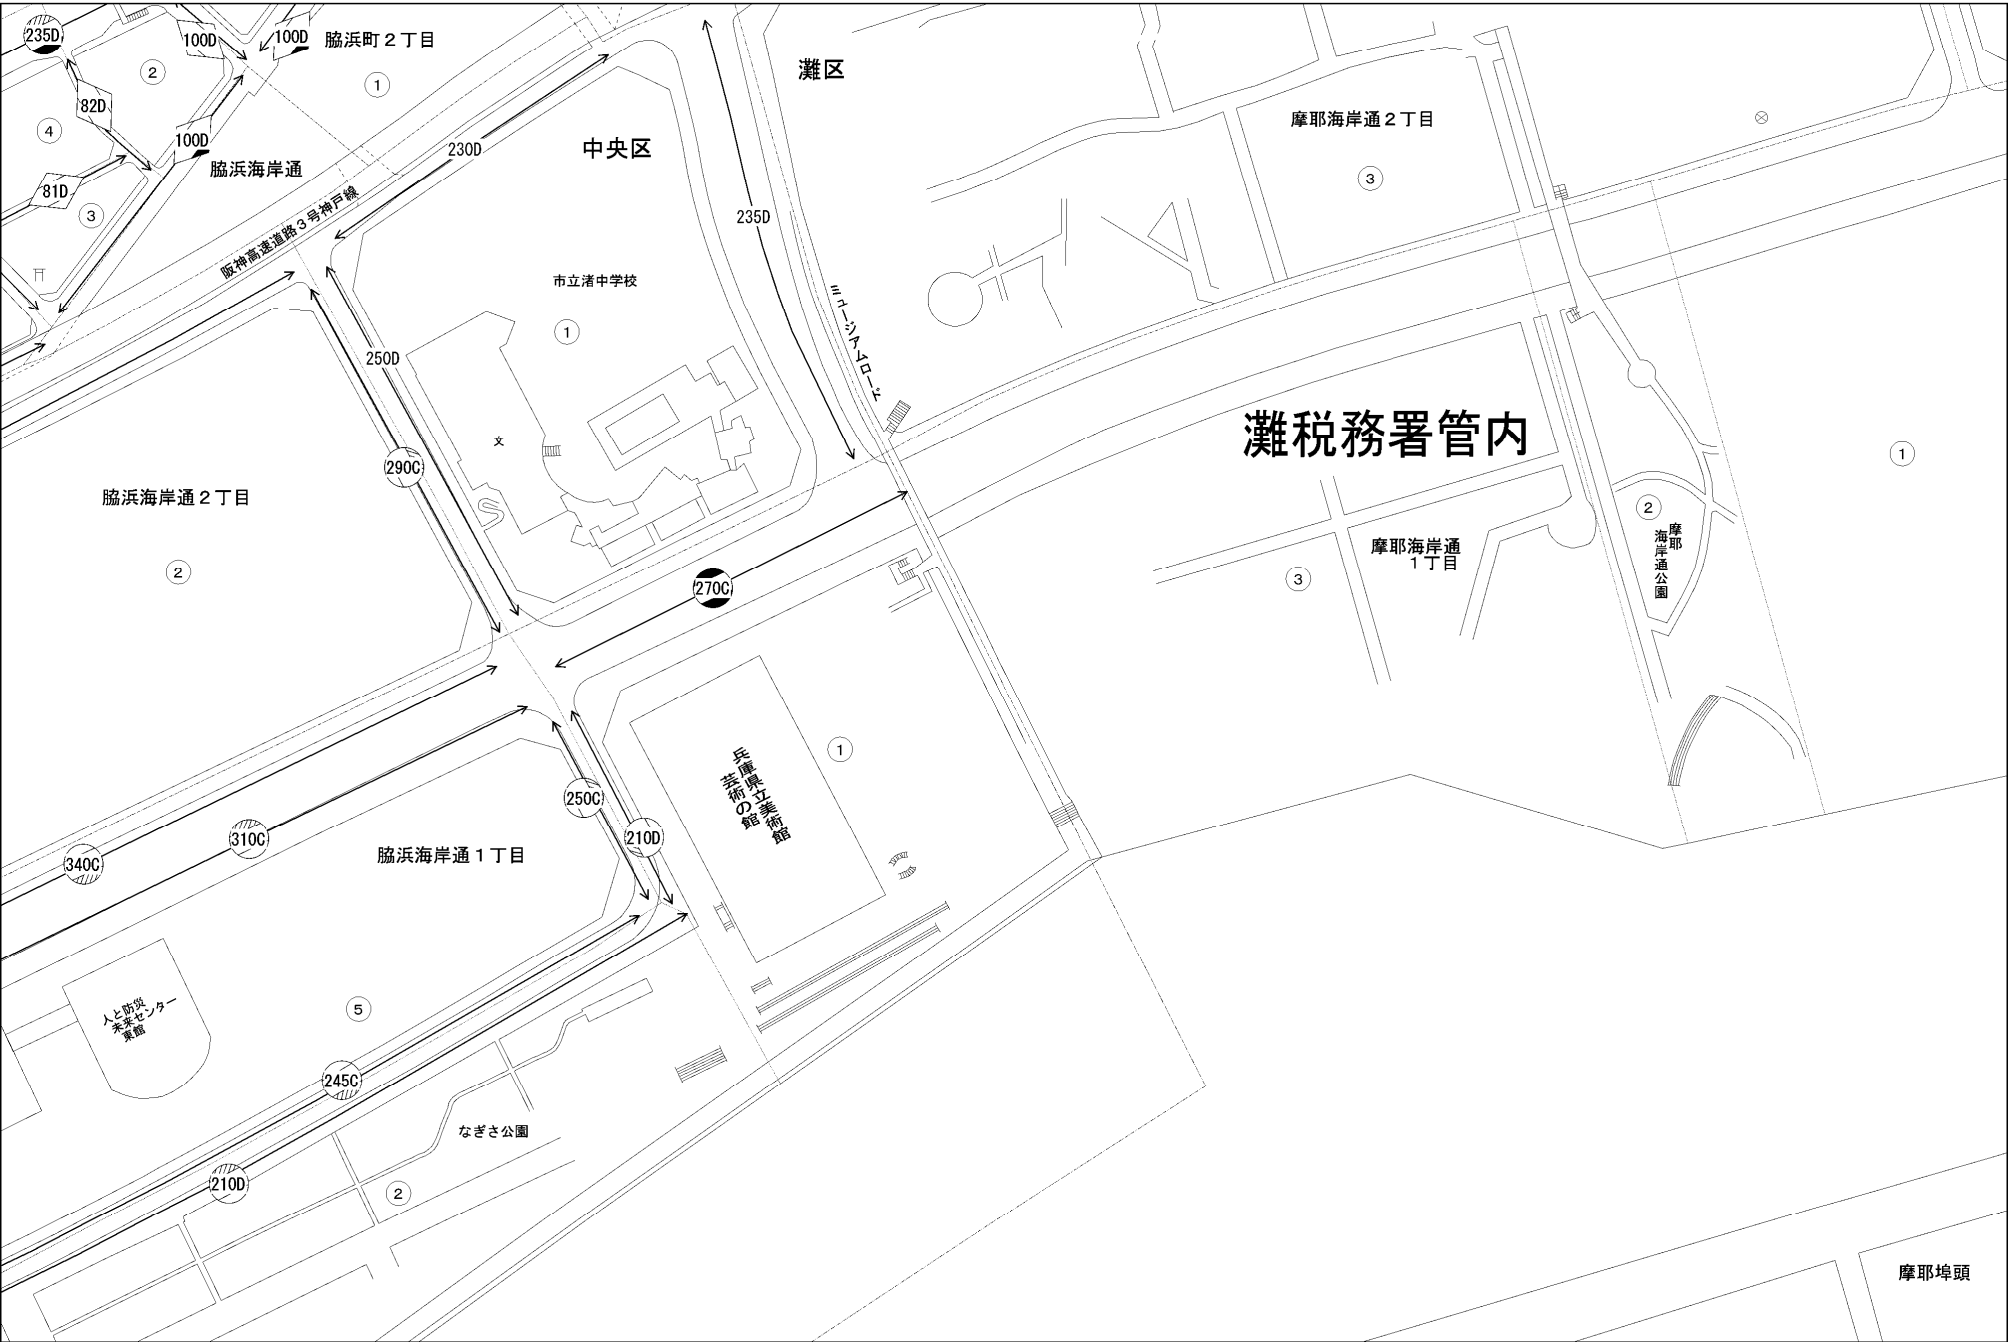 235D
100D
100D
脇浜町２丁目
②
①
灘区
82D
④
100D
230D
中央区
摩耶海岸通２丁目
脇浜海岸通
81D
③
③
235D
阪神高速道路３号神戸線
市立渚中学校
①
ミュージアムロード
250D
灘税務署管内
文
290C
①
脇浜海岸通２丁目
②
②
摩耶
海岸通公園
摩耶海岸通
１丁目
③
270C
①
兵庫県立美術館
芸術の館
250C
210D
310C
340C
脇浜海岸通１丁目
人と防災
未来センター
東館
⑤
245C
なぎさ公園
210D
②
摩耶埠頭